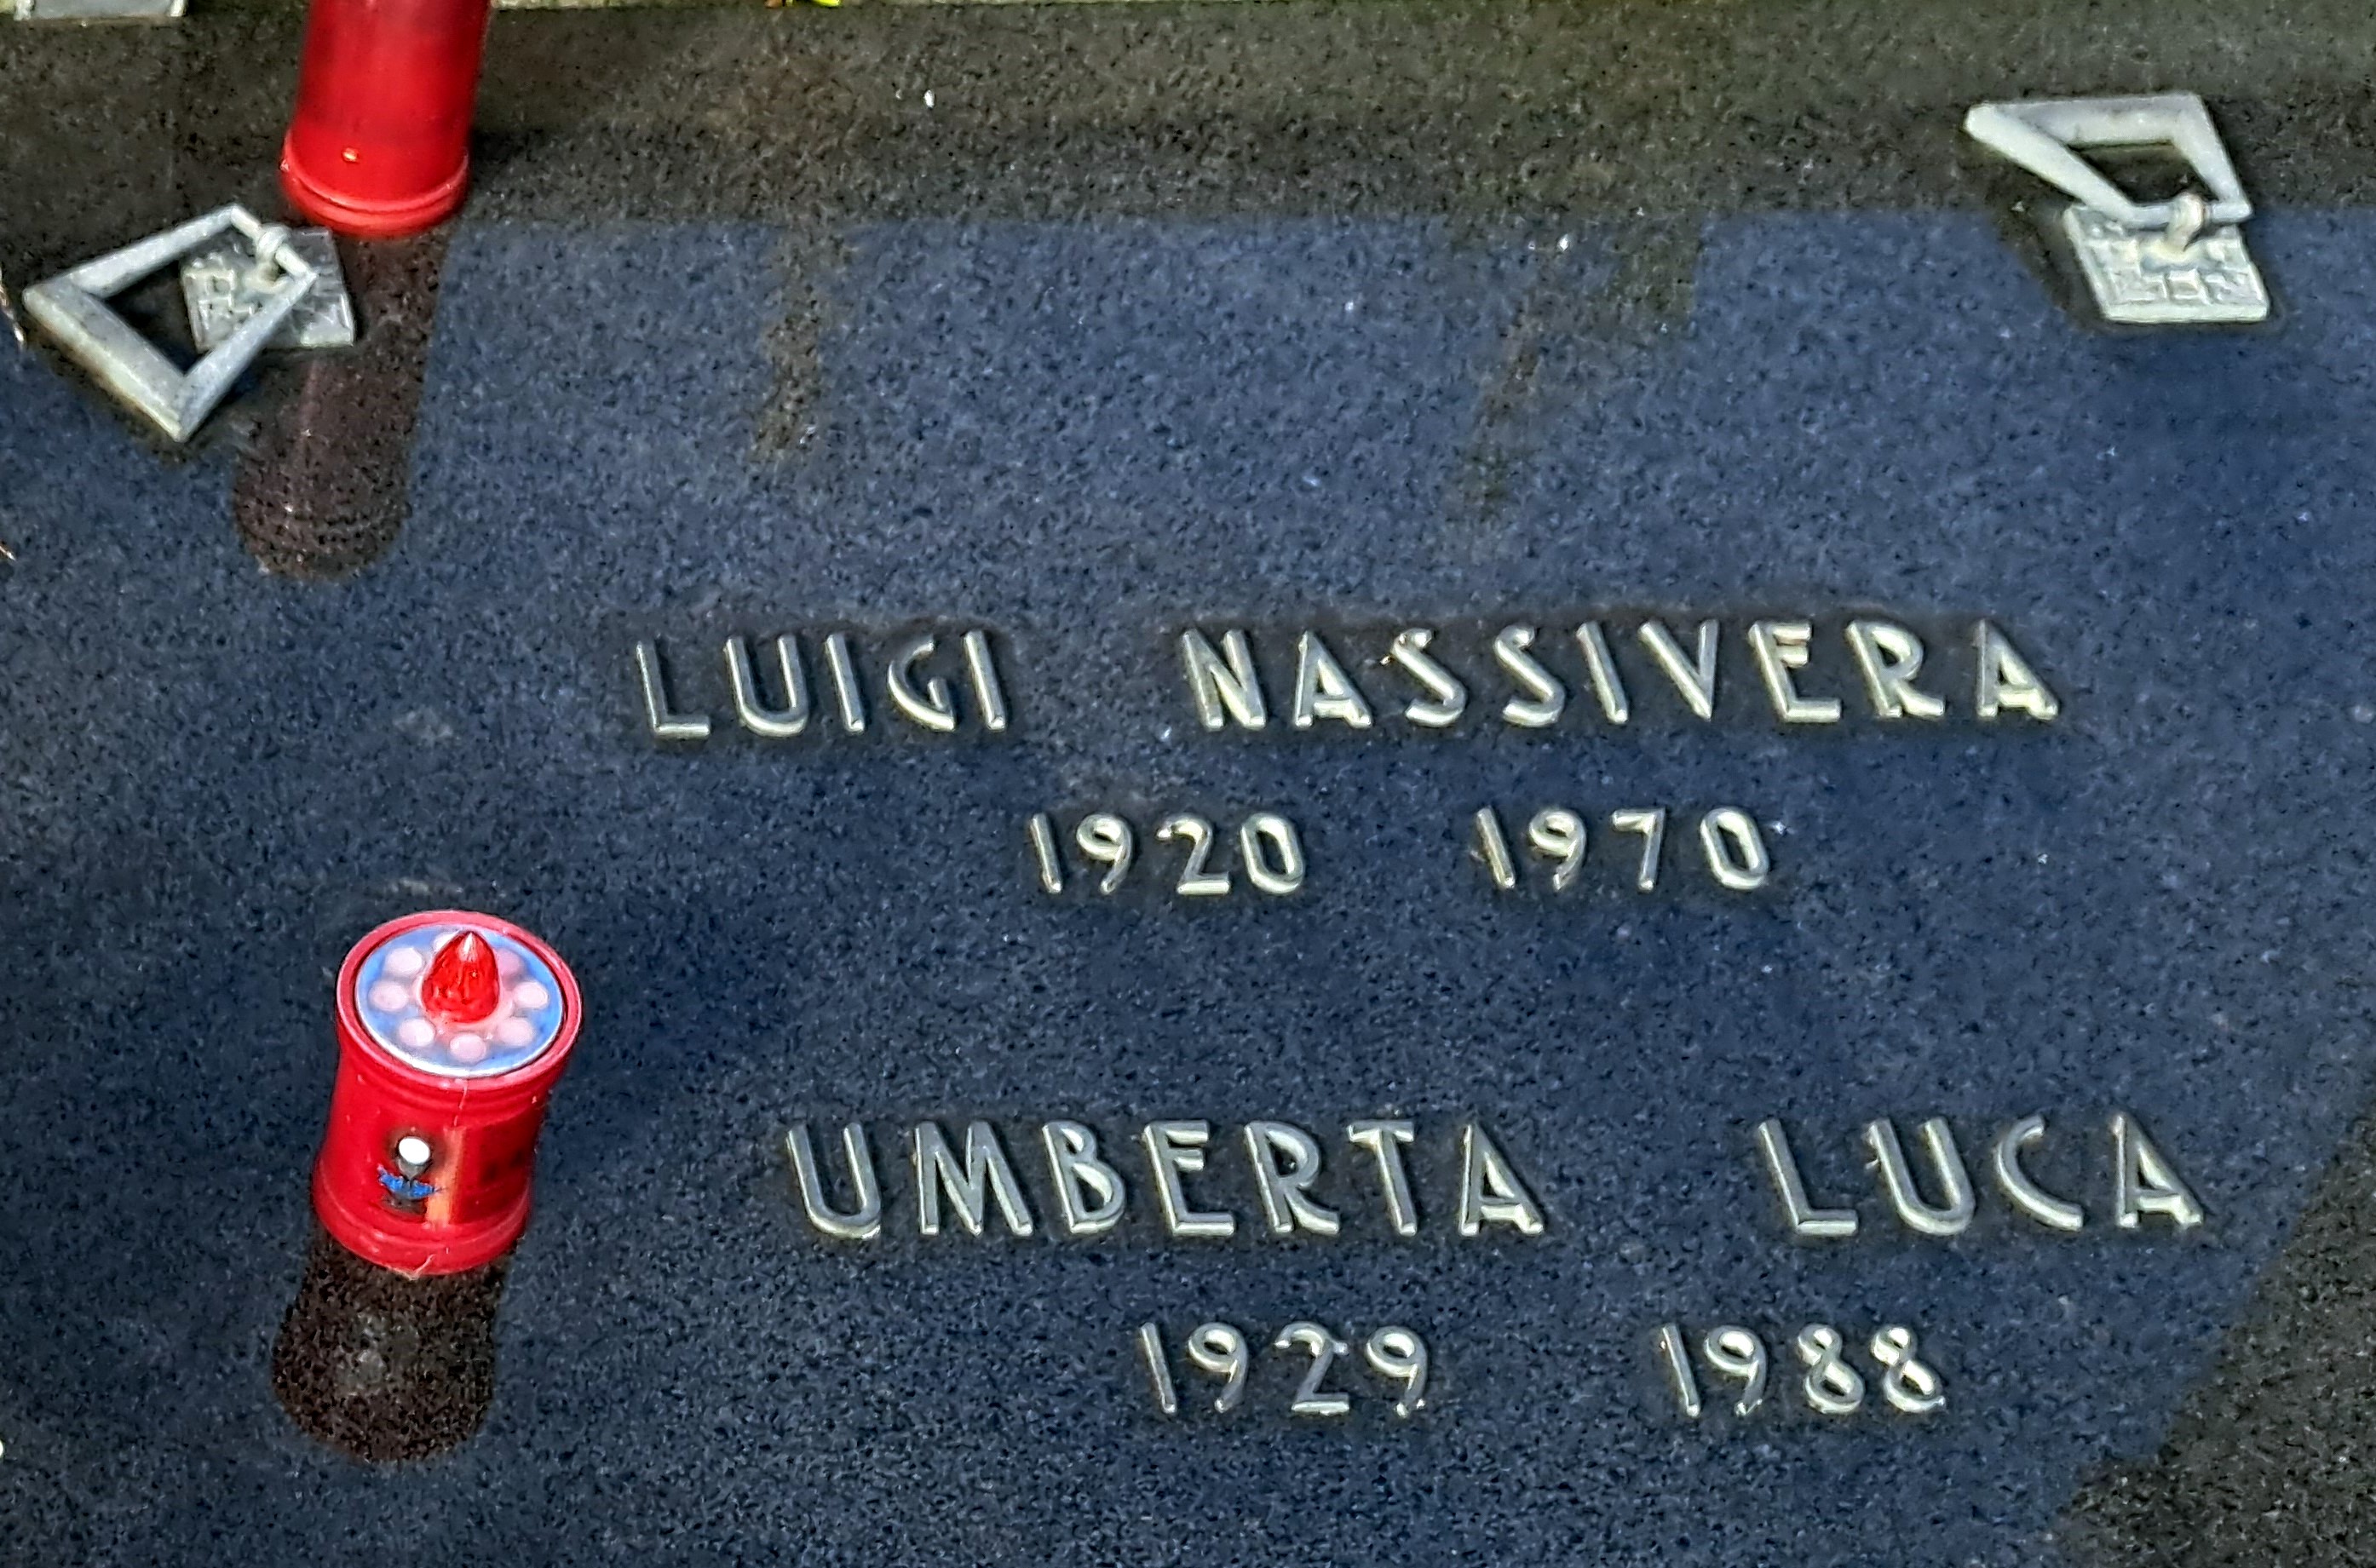 LUIGI NASSIVERA
1920 1970
UMBERTA LUCA
1929 1988